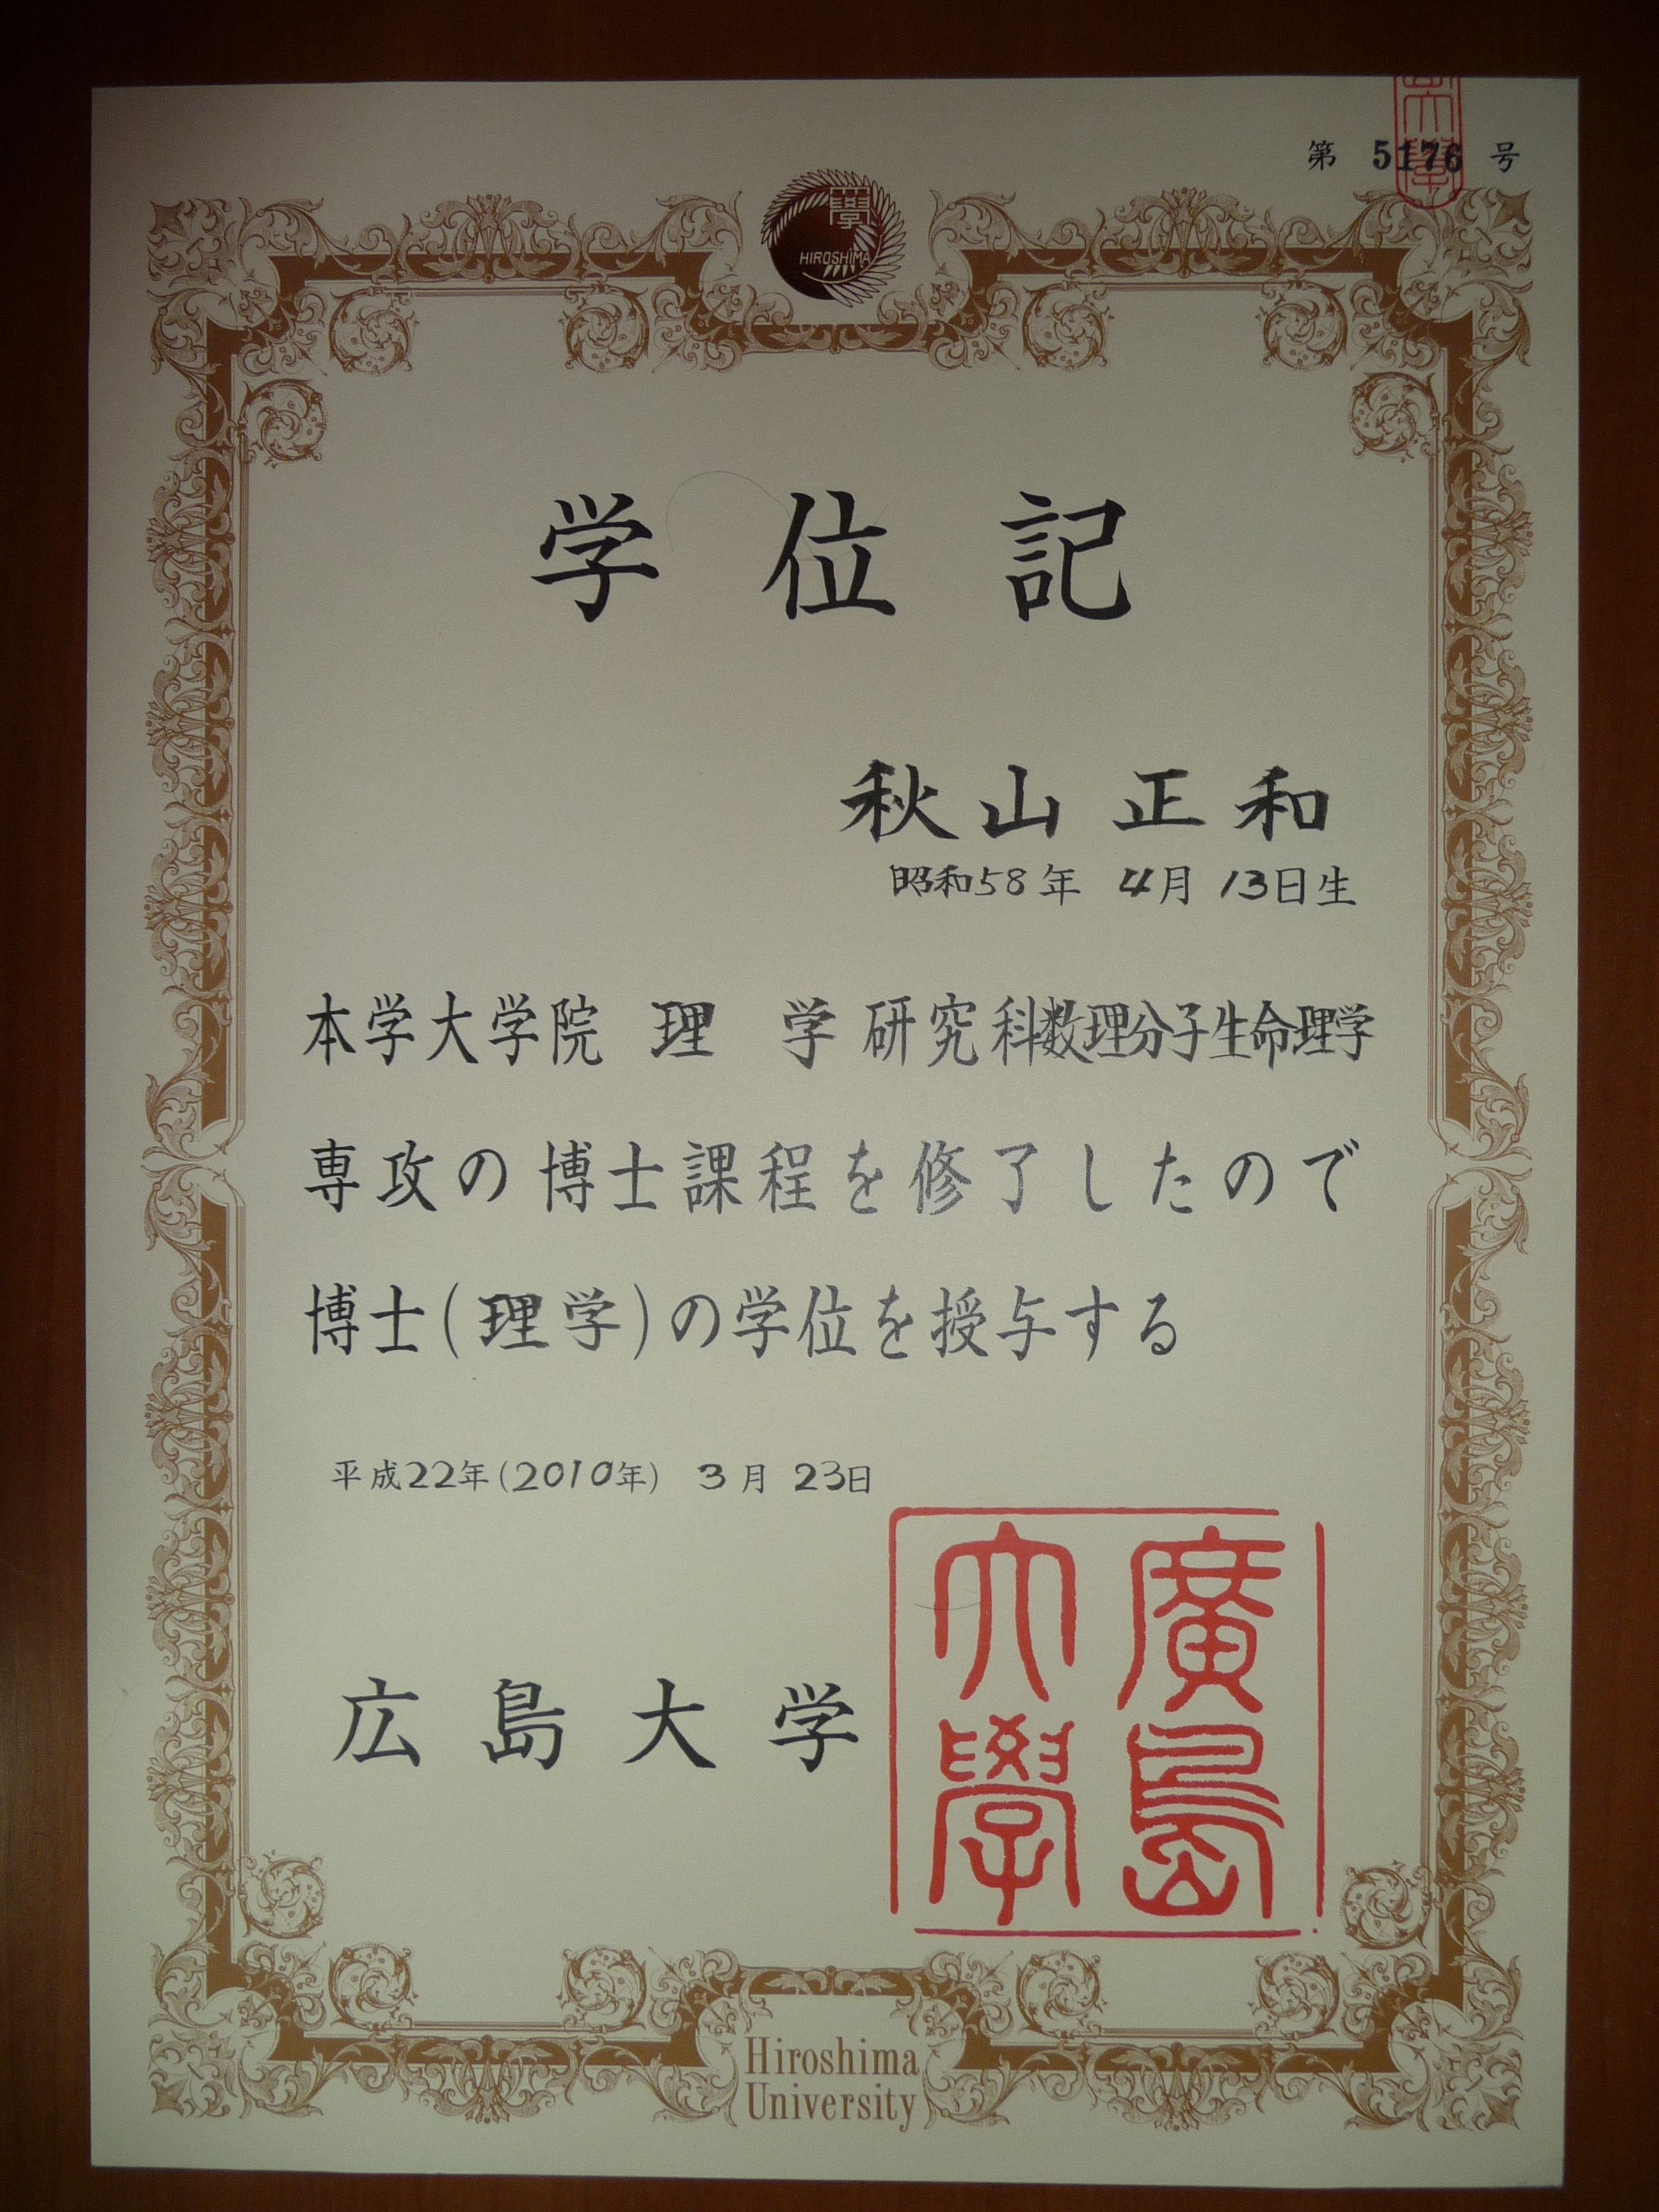 第 5176 号
學
HIROSHIMA
学位記
秋山正和
昭和58年 4月 13日生
本学大学院 理 学 研究科数理分子生命理学
専攻の博士課程を修了したので
博士(理学)の学位を授与する
平成22年(2010年) 3月 23日
広島大学
廣島
大學
Hiroshima
University